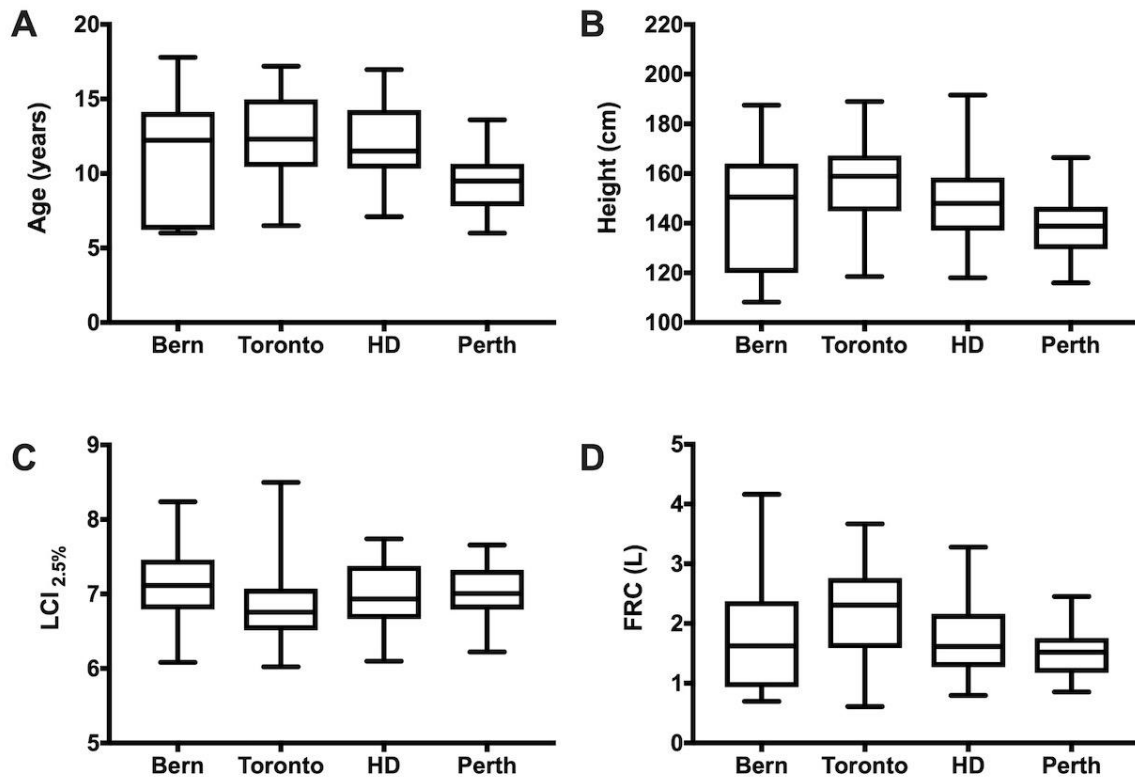 A
Age (years)
20
15
10
5
0
Bern Toronto HD Perth
B
Height (cm)
220
200
180
160
140
120
100
Bern Toronto HD Perth
C
LCI 2.5%
9
8
7
6
5
Bern Toronto HD Perth
D
FRC (L)
5
4
3
2
1
0
Bern Toronto HD Perth